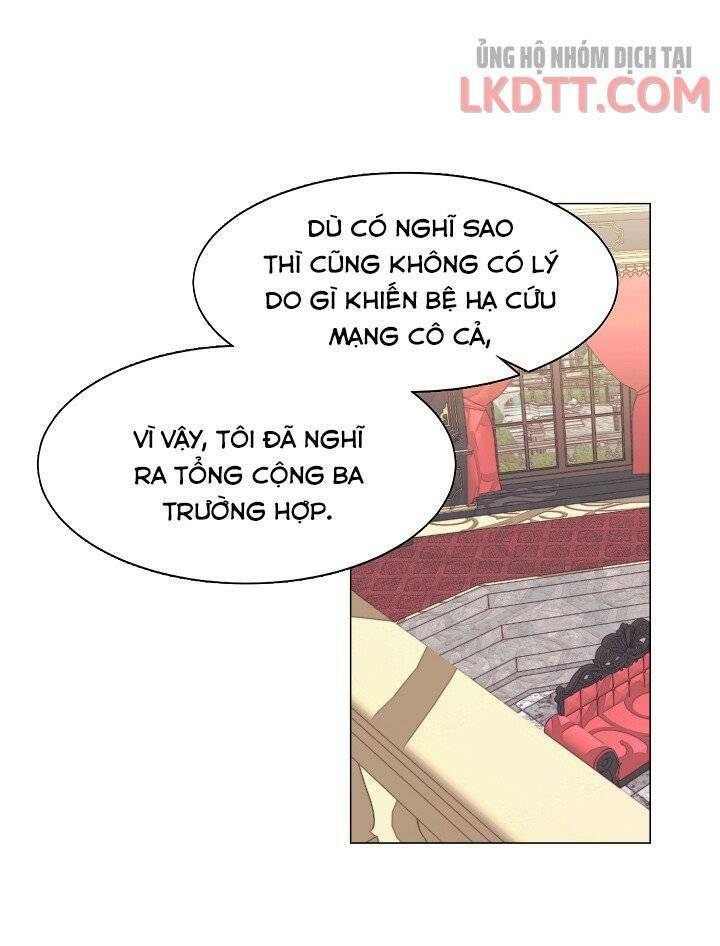 ỦNG HỘ NHÓM DỊCH TẠI
LKDTT.COM
DÙ CÓ NGHĨ SAO
THÌ CŨNG KHÔNG CÓ LÝ
DO GÌ KHIẾN BỆ HẠ CỨU
MẠNG CÔ CẢ,
VÌ VẬY, TÔI ĐÃ NGHĨ
RA TỔNG CỘNG BA
TRƯỜNG HỢP.